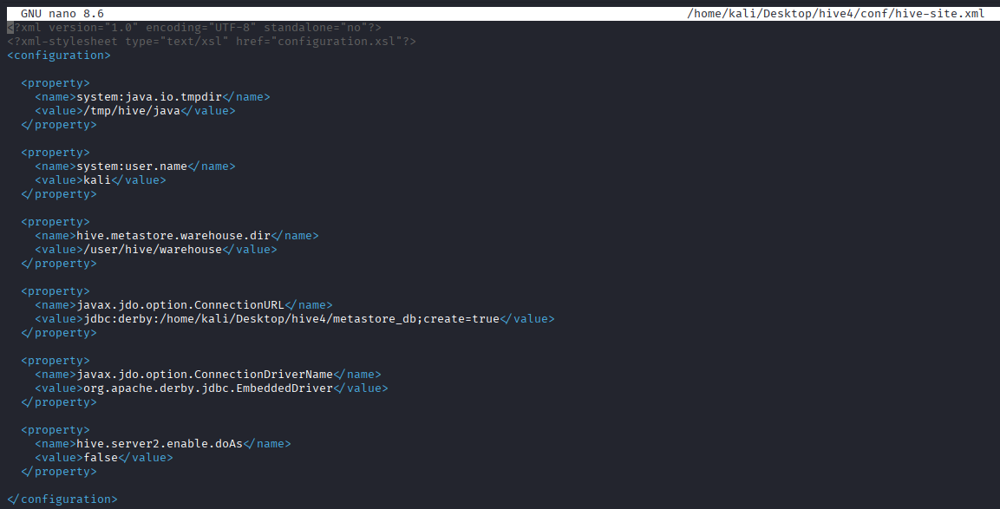 GNU nano 8.6 /home/kali/Desktop/hive4/conf/hive-site.xml
<?xml version="1.0" encoding="UTF-8" standalone="no"?>
<?xml-stylesheet type="text/xsl" href="configuration.xsl"?>
<configuration>
<property>
<name>system:java.io.tmpdir</name>
<value>/tmp/hive/java</value>
</property>
<property>
<name>system:user.name</name>
<value>kali</value>
</property>
<property>
<name>hive.metastore.warehouse.dir</name>
<value>/user/hive/warehouse</value>
</property>
<property>
<name>javax.jdo.option.ConnectionURL</name>
<value>jdbc:derby:/home/kali/Desktop/hive4/metastore_db;create=true</value>
</property>
<property>
<name>javax.jdo.option.ConnectionDriverName</name>
<value>org.apache.derby.jdbc.EmbeddedDriver</value>
</property>
<property>
<name>hive.server2.enable.doAs</name>
<value>false</value>
</property>
</configuration>